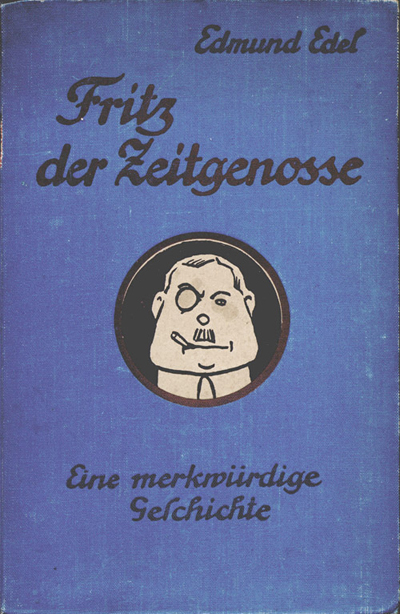 Edmund Edel
Fritz
der Zeitgenosse
Eine merkwürdige
Geſchichte